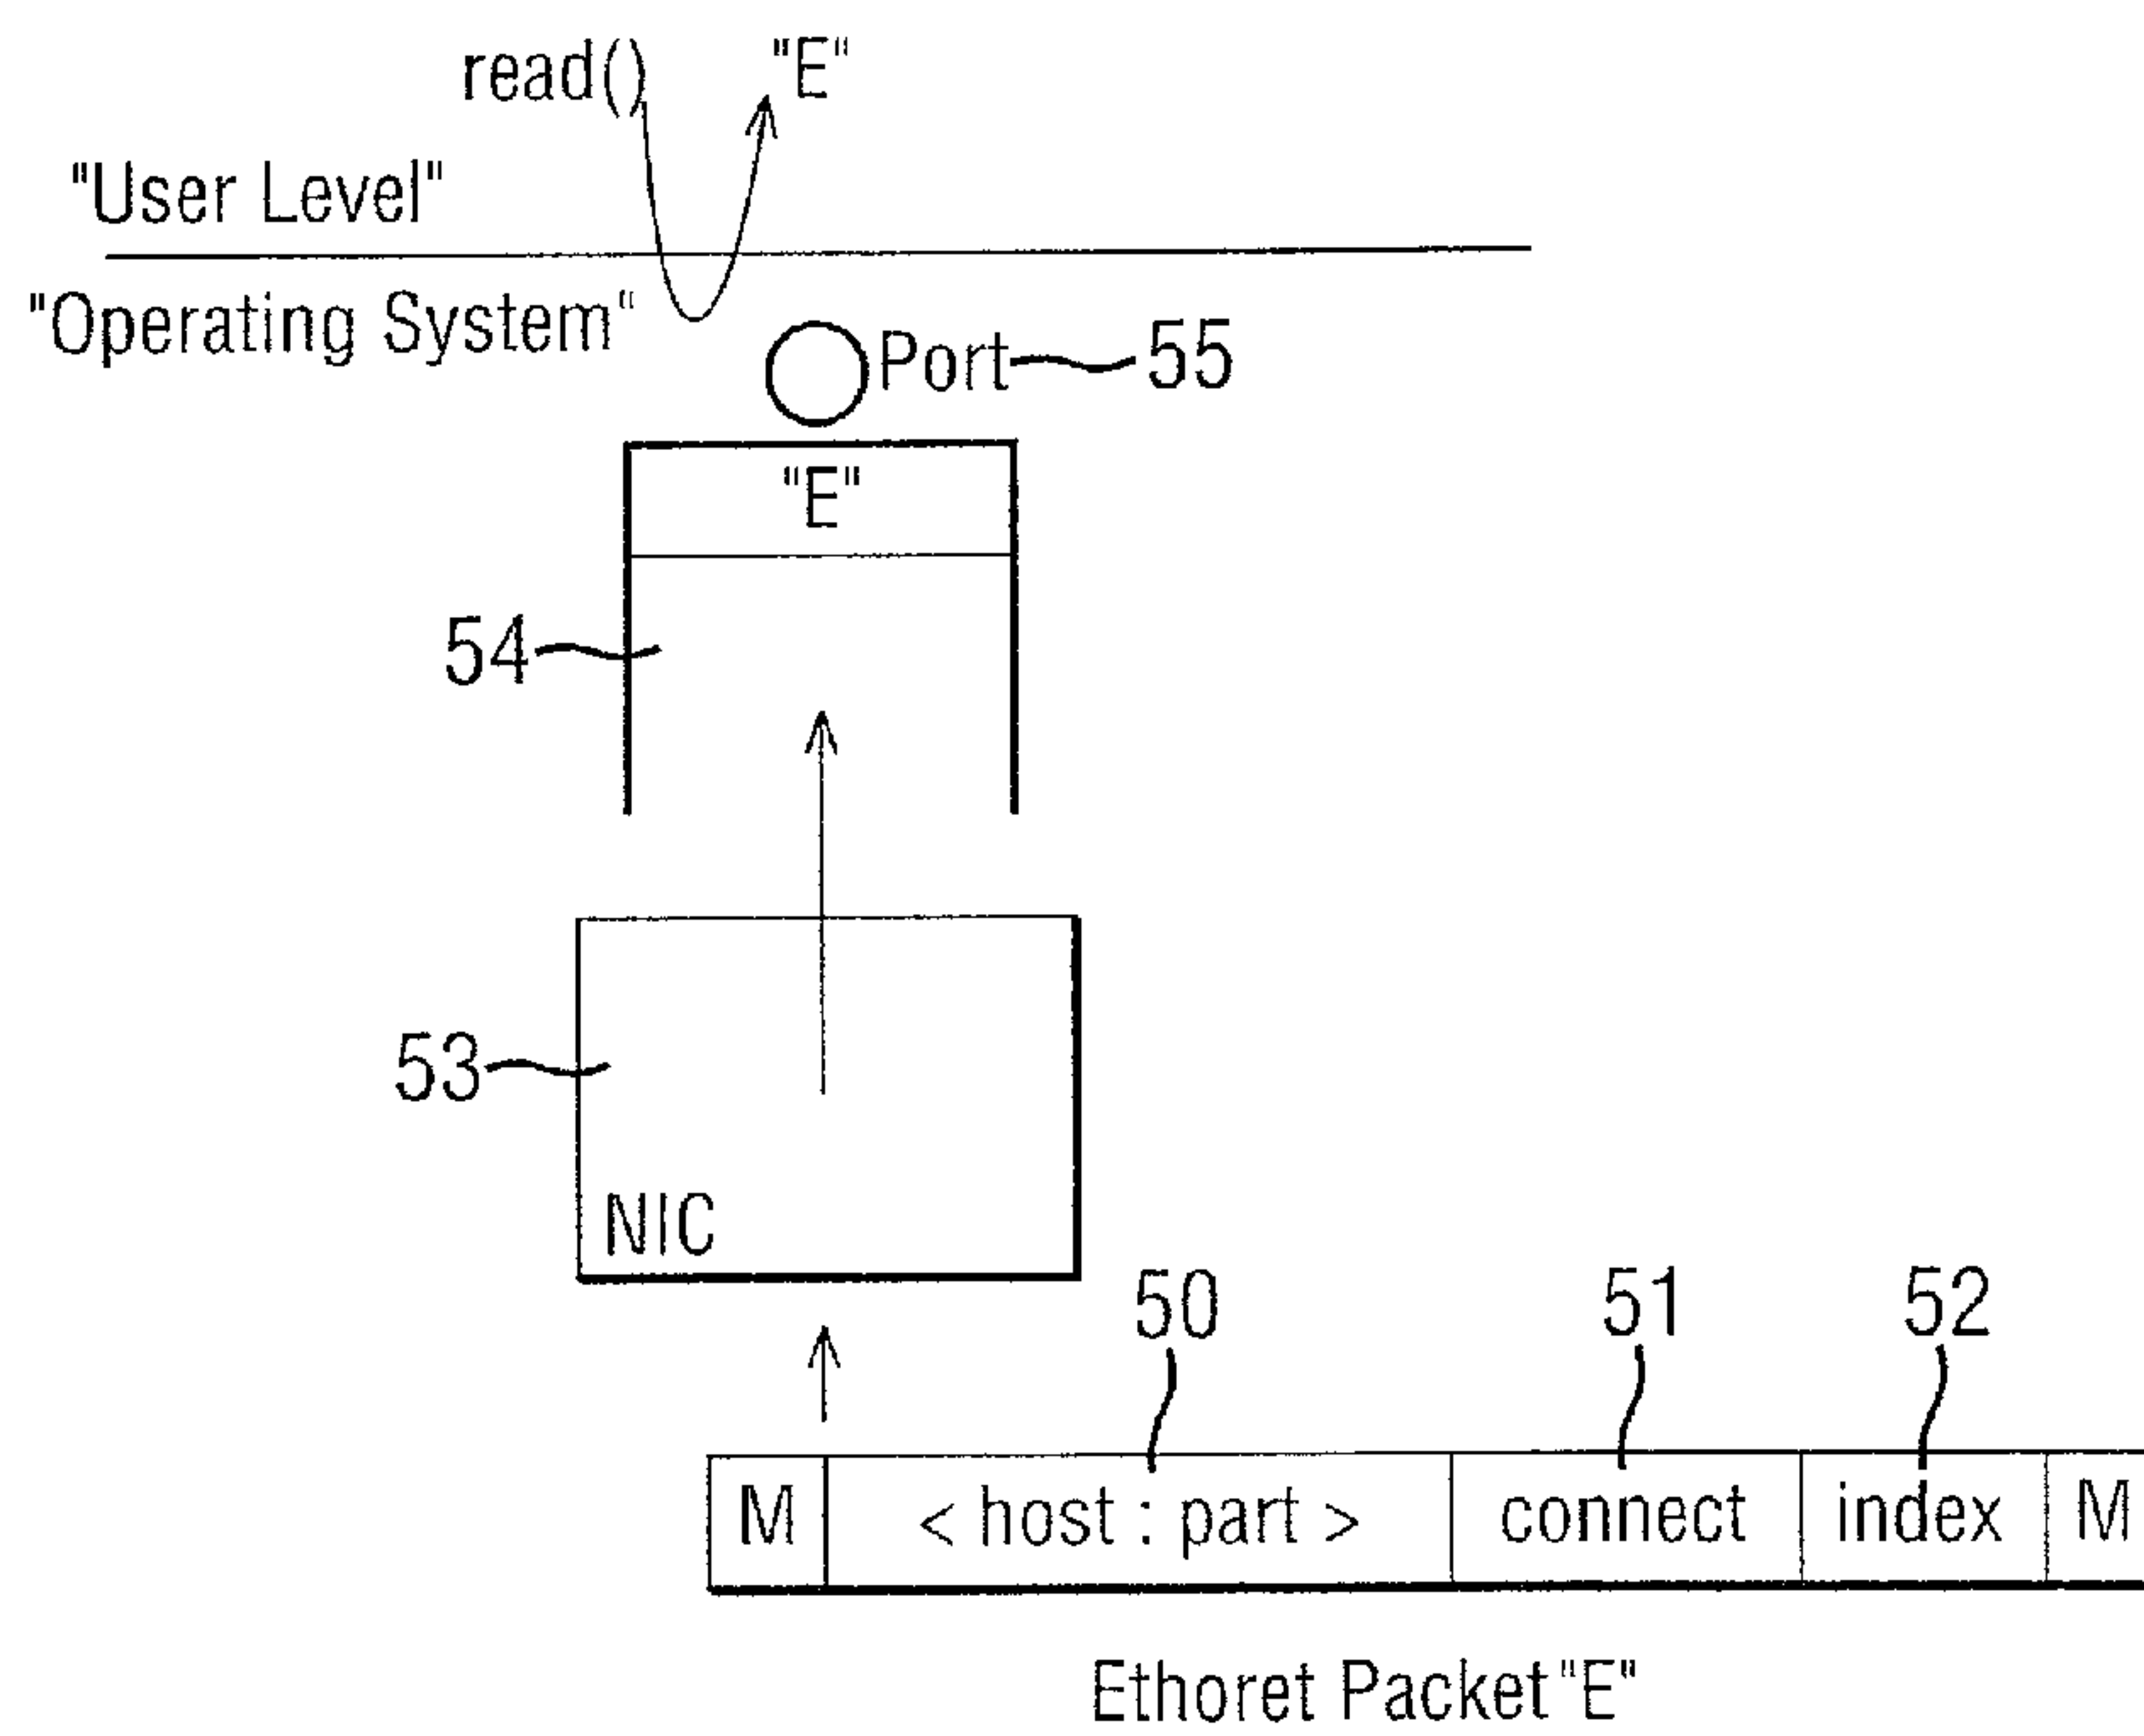 read() "E"
"User Level"
"Operating System"
Port 55
"E"
54
53
NIC
50 51 52
M < host : part > connect index M
Ethoret Packet "E"